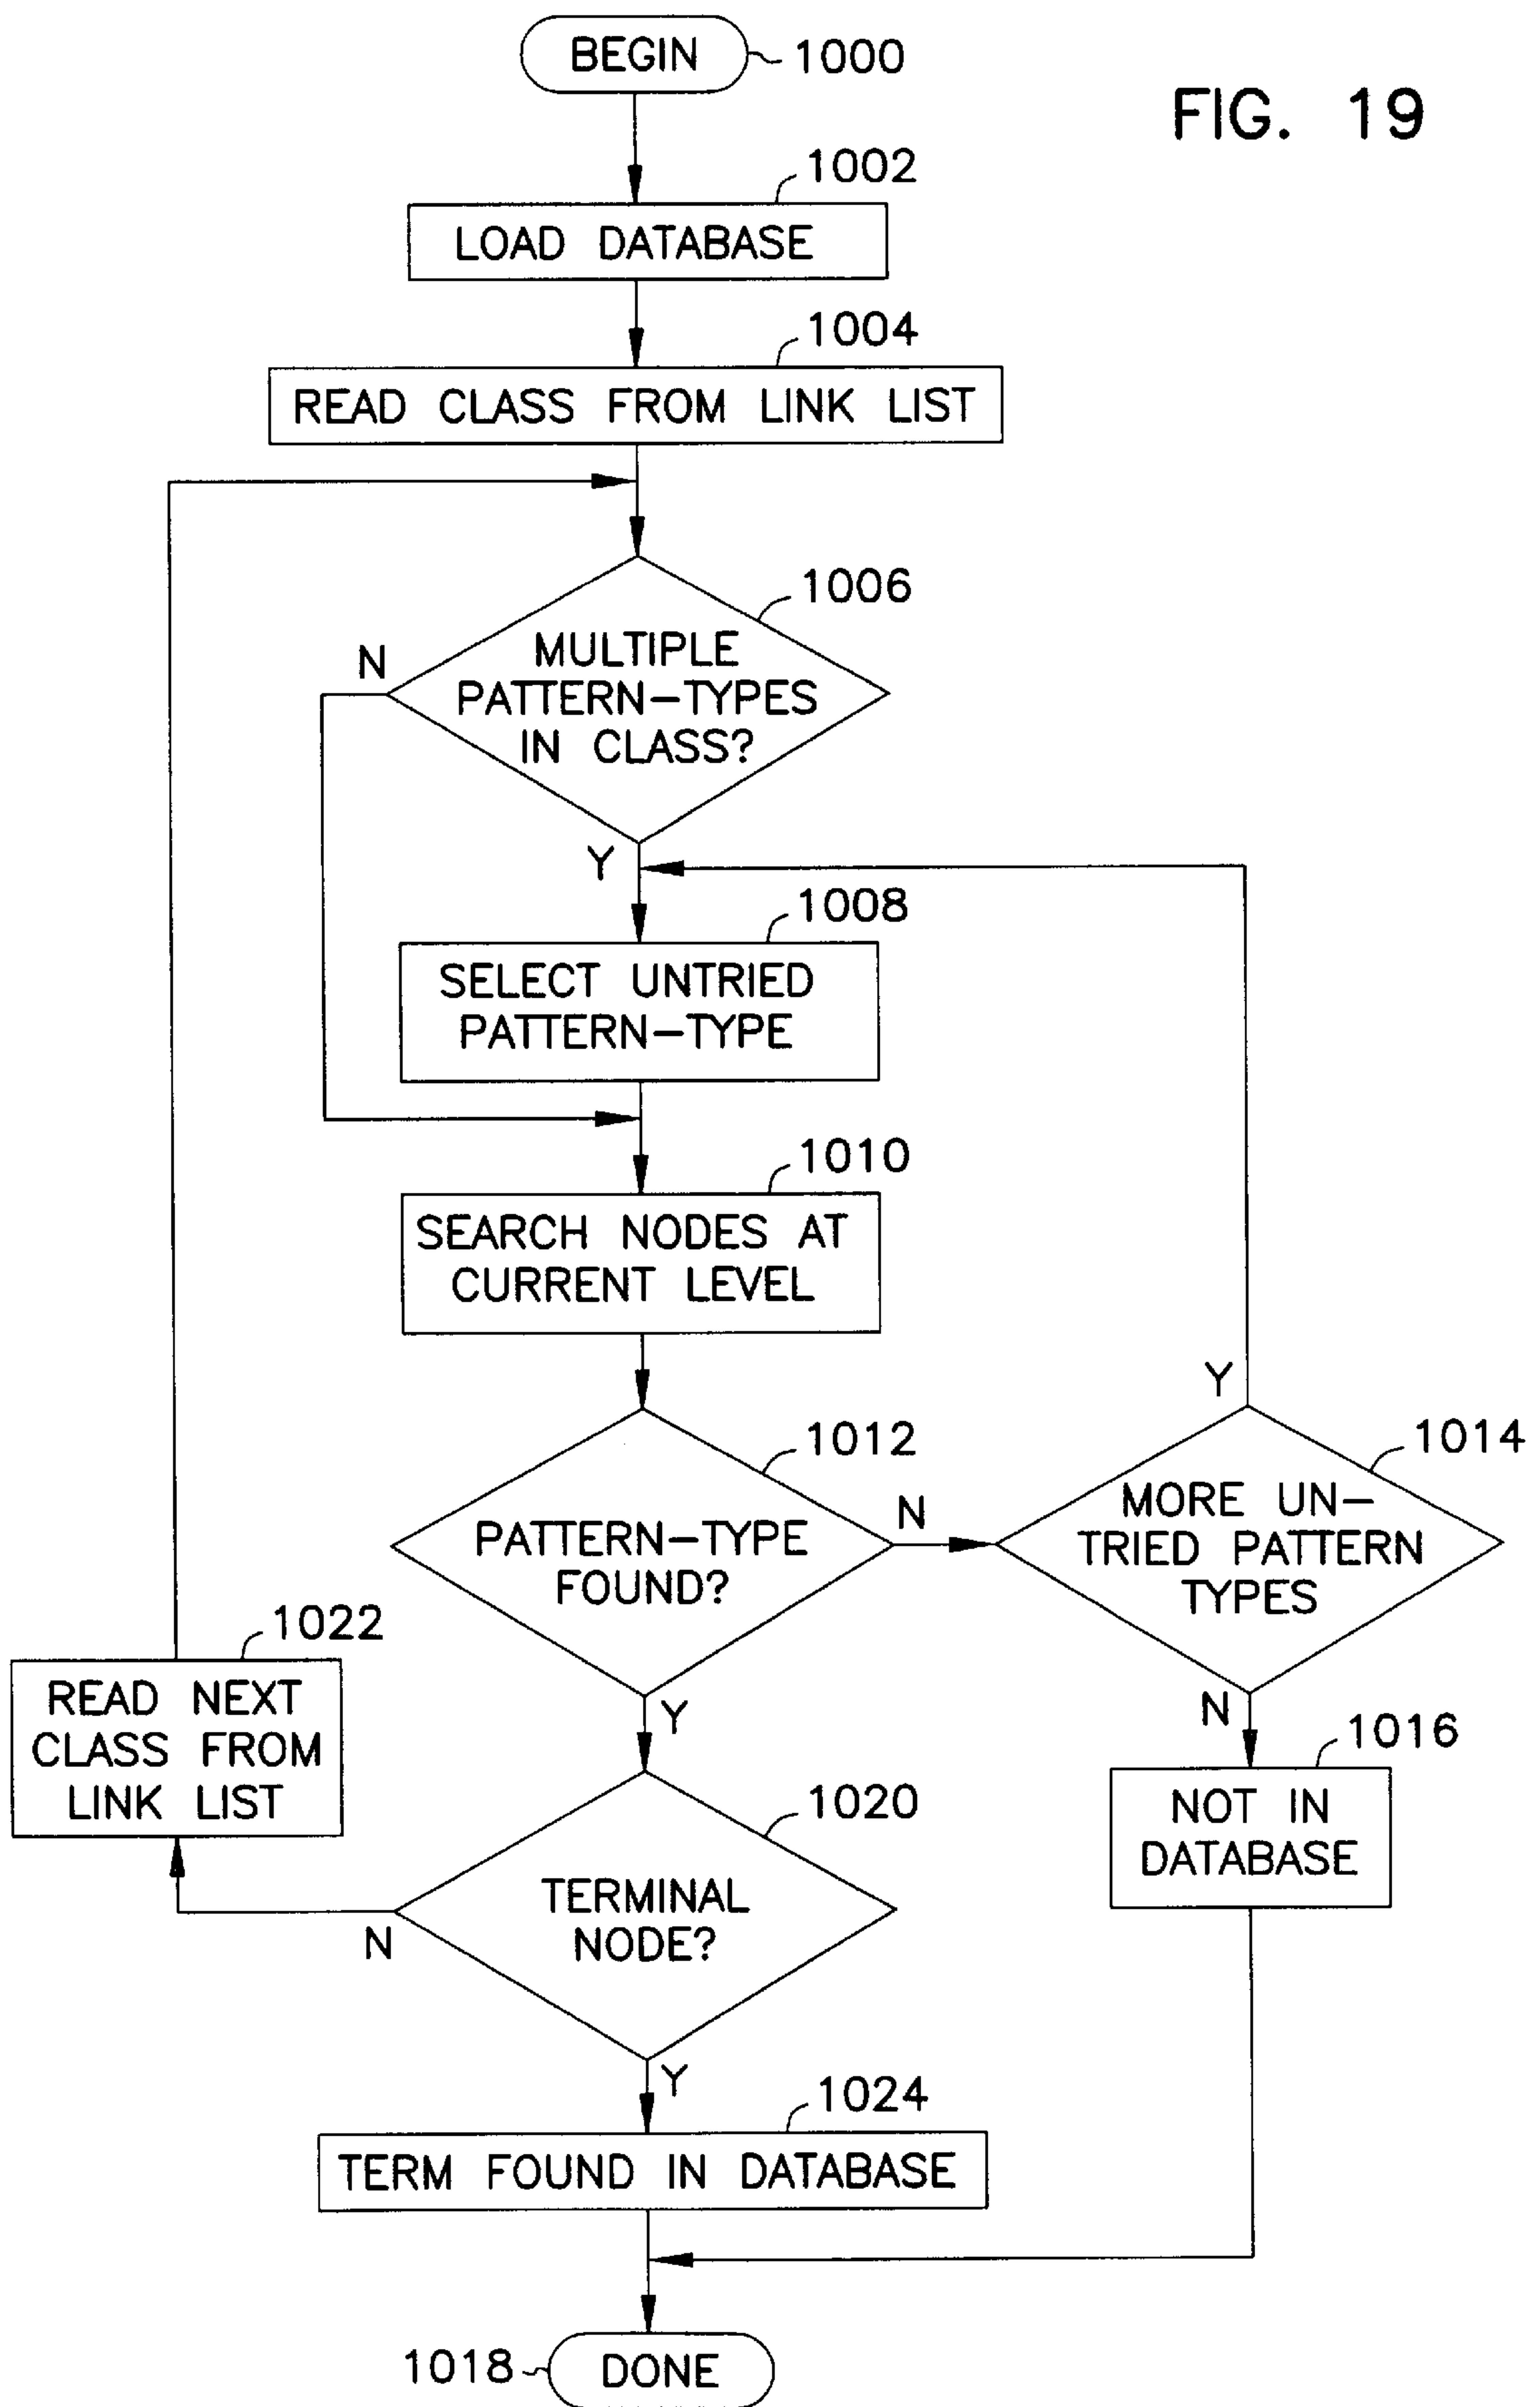 BEGIN
1000
FIG. 19
1002
LOAD DATABASE
1004
READ CLASS FROM LINK LIST
1006
N
MULTIPLE
PATTERN-TYPES
IN CLASS?
Y
1008
SELECT UNTRIED
PATTERN-TYPE
1010
SEARCH NODES AT
CURRENT LEVEL
Y
1012
1014
PATTERN-TYPE
FOUND?
N
MORE UN-
TRIED PATTERN
TYPES
1022
READ NEXT
CLASS FROM
LINK LIST
Y
N
1016
NOT IN
DATABASE
1020
TERMINAL
NODE?
N
Y
1024
TERM FOUND IN DATABASE
1018
DONE